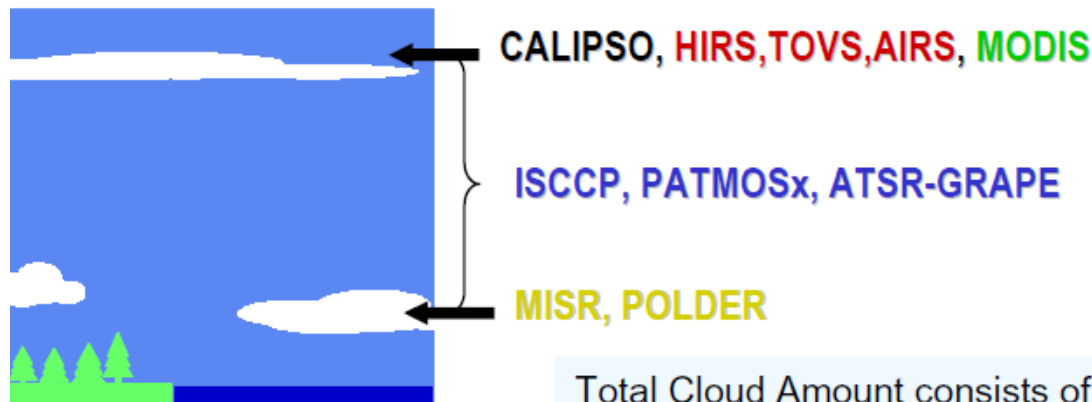 CALIPSO, HIRS,TOVS,AIRS, MODIS
ISCCP, PATMOSx, ATSR-GRAPE
MISR, POLDER
Total Cloud Amount consists of